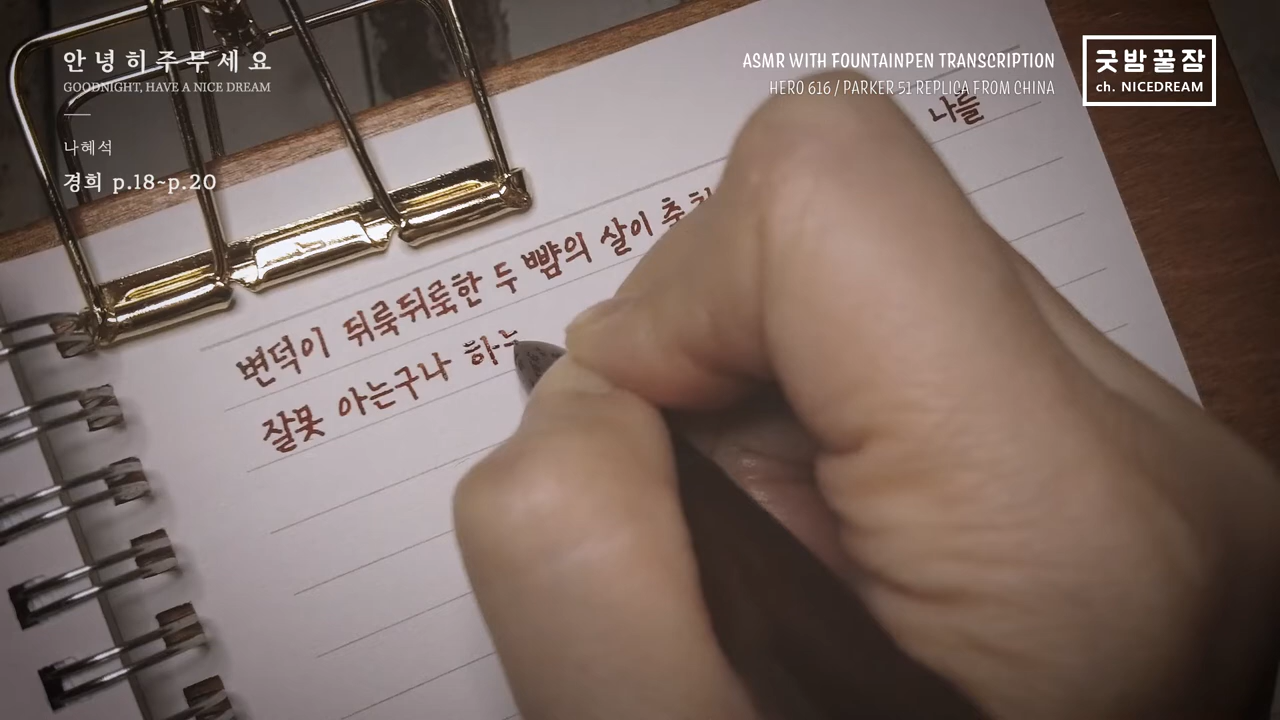 안녕히주무세요
GOODNIGHT, HAVE A NICE DREAM
나혜석
경희 p.18~p.20
ASMR WITH FOUNTAINPEN TRANSCRIPTION
HERO 616 / PARKER 51 REPLICA FROM CHINA
굿밤꿀잠
ch. NICEDREAM
나들
변덕이 뒤룩뒤룩한 두 뺨의 살이
잘못 아는구나 하는